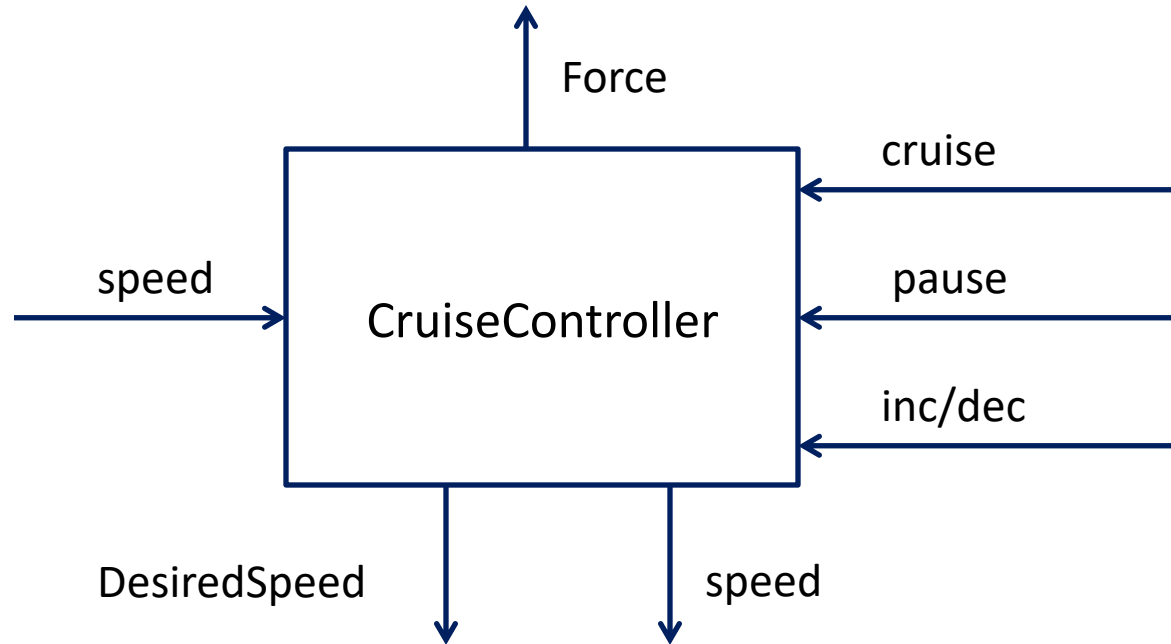 Force
cruise
speed
pause
CruiseController
inc/dec
DesiredSpeed
speed